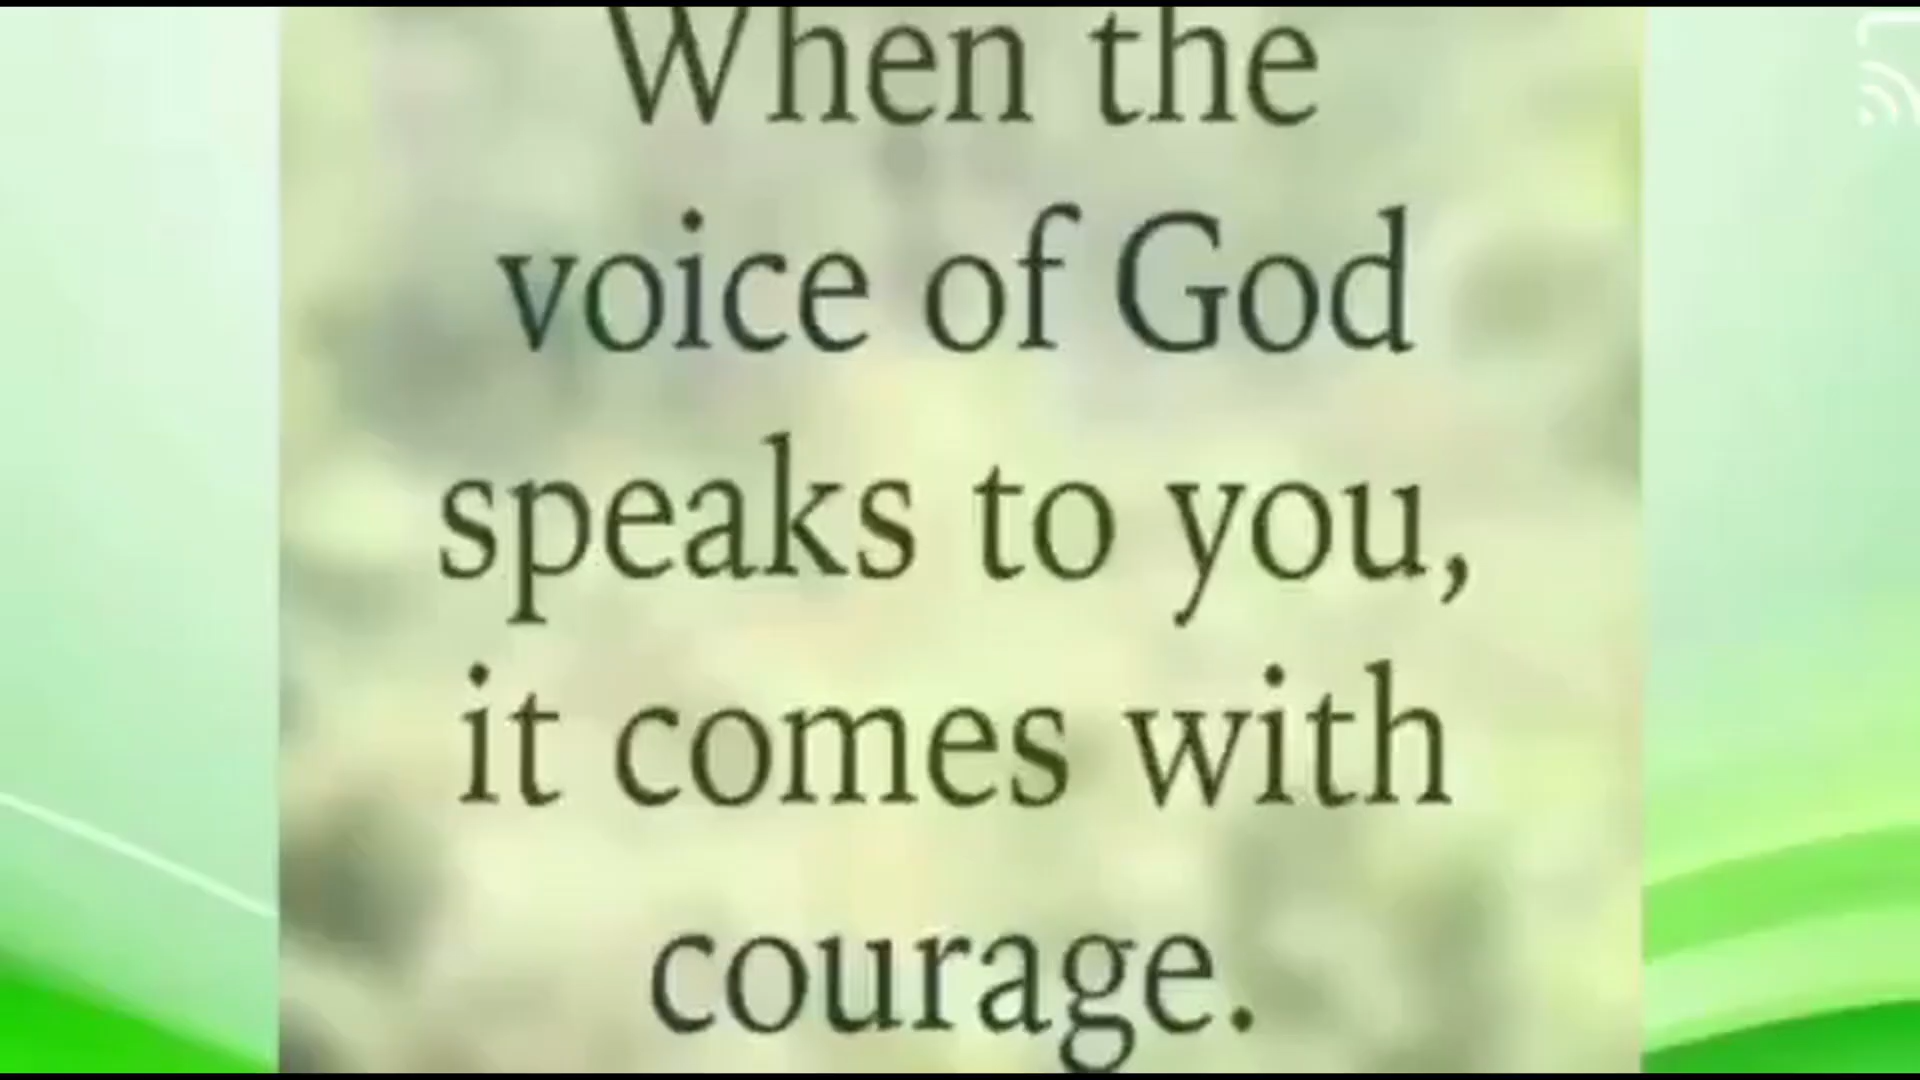 When the
voice of God
speaks to you,
it comes with
courage.